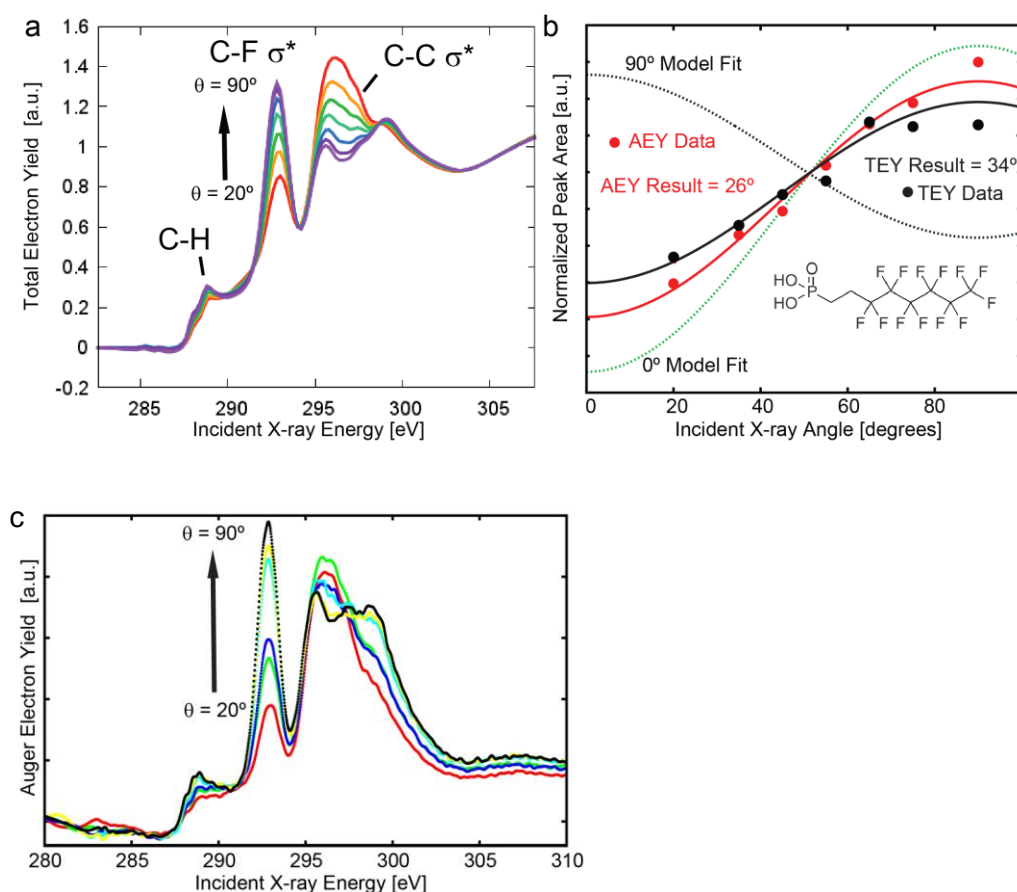 a
Total Electron Yield [a.u.]
1.6
1.4
1.2
1.0
0.8
0.6
0.4
0.2
0
-0.2
C-F σ*
θ = 90º
θ = 20º
C-C σ*
C-H
285
290
295
300
305
Incident X-ray Energy [eV]
b
Normalized Peak Area [a.u.]
90º Model Fit
AEY Data
AEY Result = 26º
TEY Result = 34º
TEY Data
0º Model Fit
O
HO
P
HO
F F F F F F F
F F F F F F
0
20
40
60
80
Incident X-ray Angle [degrees]
c
Auger Electron Yield [a.u.]
θ = 90º
θ = 20º
280
285
290
295
300
305
310
Incident X-ray Energy [eV]